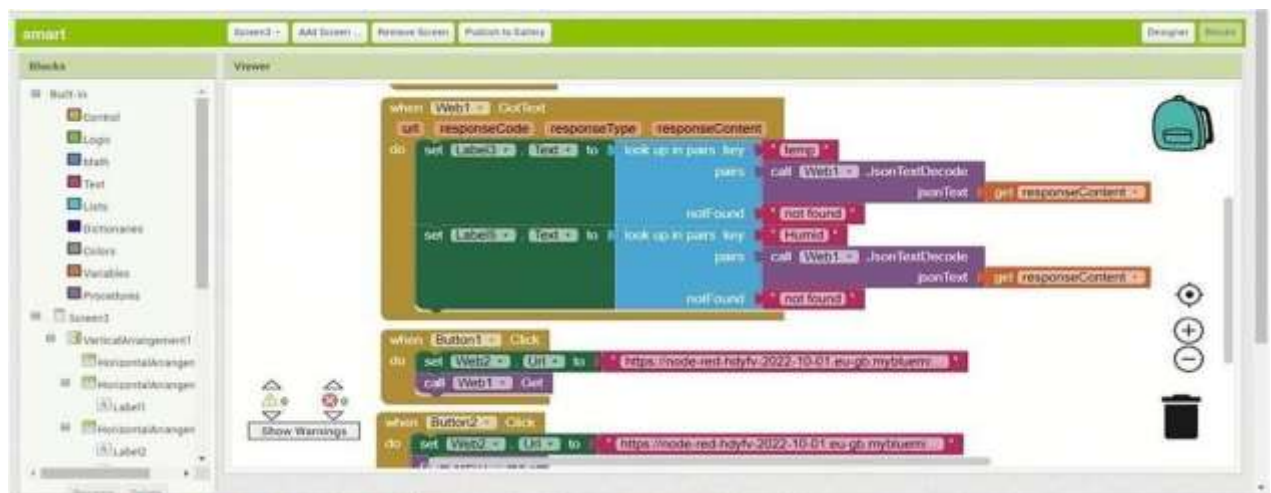 smart Screen3 Add Screen ... Remove Screen Publish to Gallery Designer Blocks
Blocks Viewer
Built-in
Control
Logic
Math
Text
Lists
Dictionaries
Colors
Variables
Procedures
Screen3
VerticalArrangement1
HorizontalArrangen
HorizontalArrangen
Label1
HorizontalArrangen
Label2
when Web1 GotText
url responseCode responseType responseContent
do set Label3 . Text to look up in pairs key " temp "
pairs call Web1 .JsonTextDecode
jsonText get responseContent
notFound " not found "
set Label5 . Text to look up in pairs key " Humid "
pairs call Web1 .JsonTextDecode
jsonText get responseContent
notFound " not found "
when Button1 .Click
do set Web2 . Url to " https://node-red-hdyfv-2022-10-01.eu-gb.mybluemi... "
call Web1 .Get
when Button2 .Click
do set Web2 . Url to " https://node-red-hdyfv-2022-10-01.eu-gb.mybluemi... "
0 0
Show Warnings